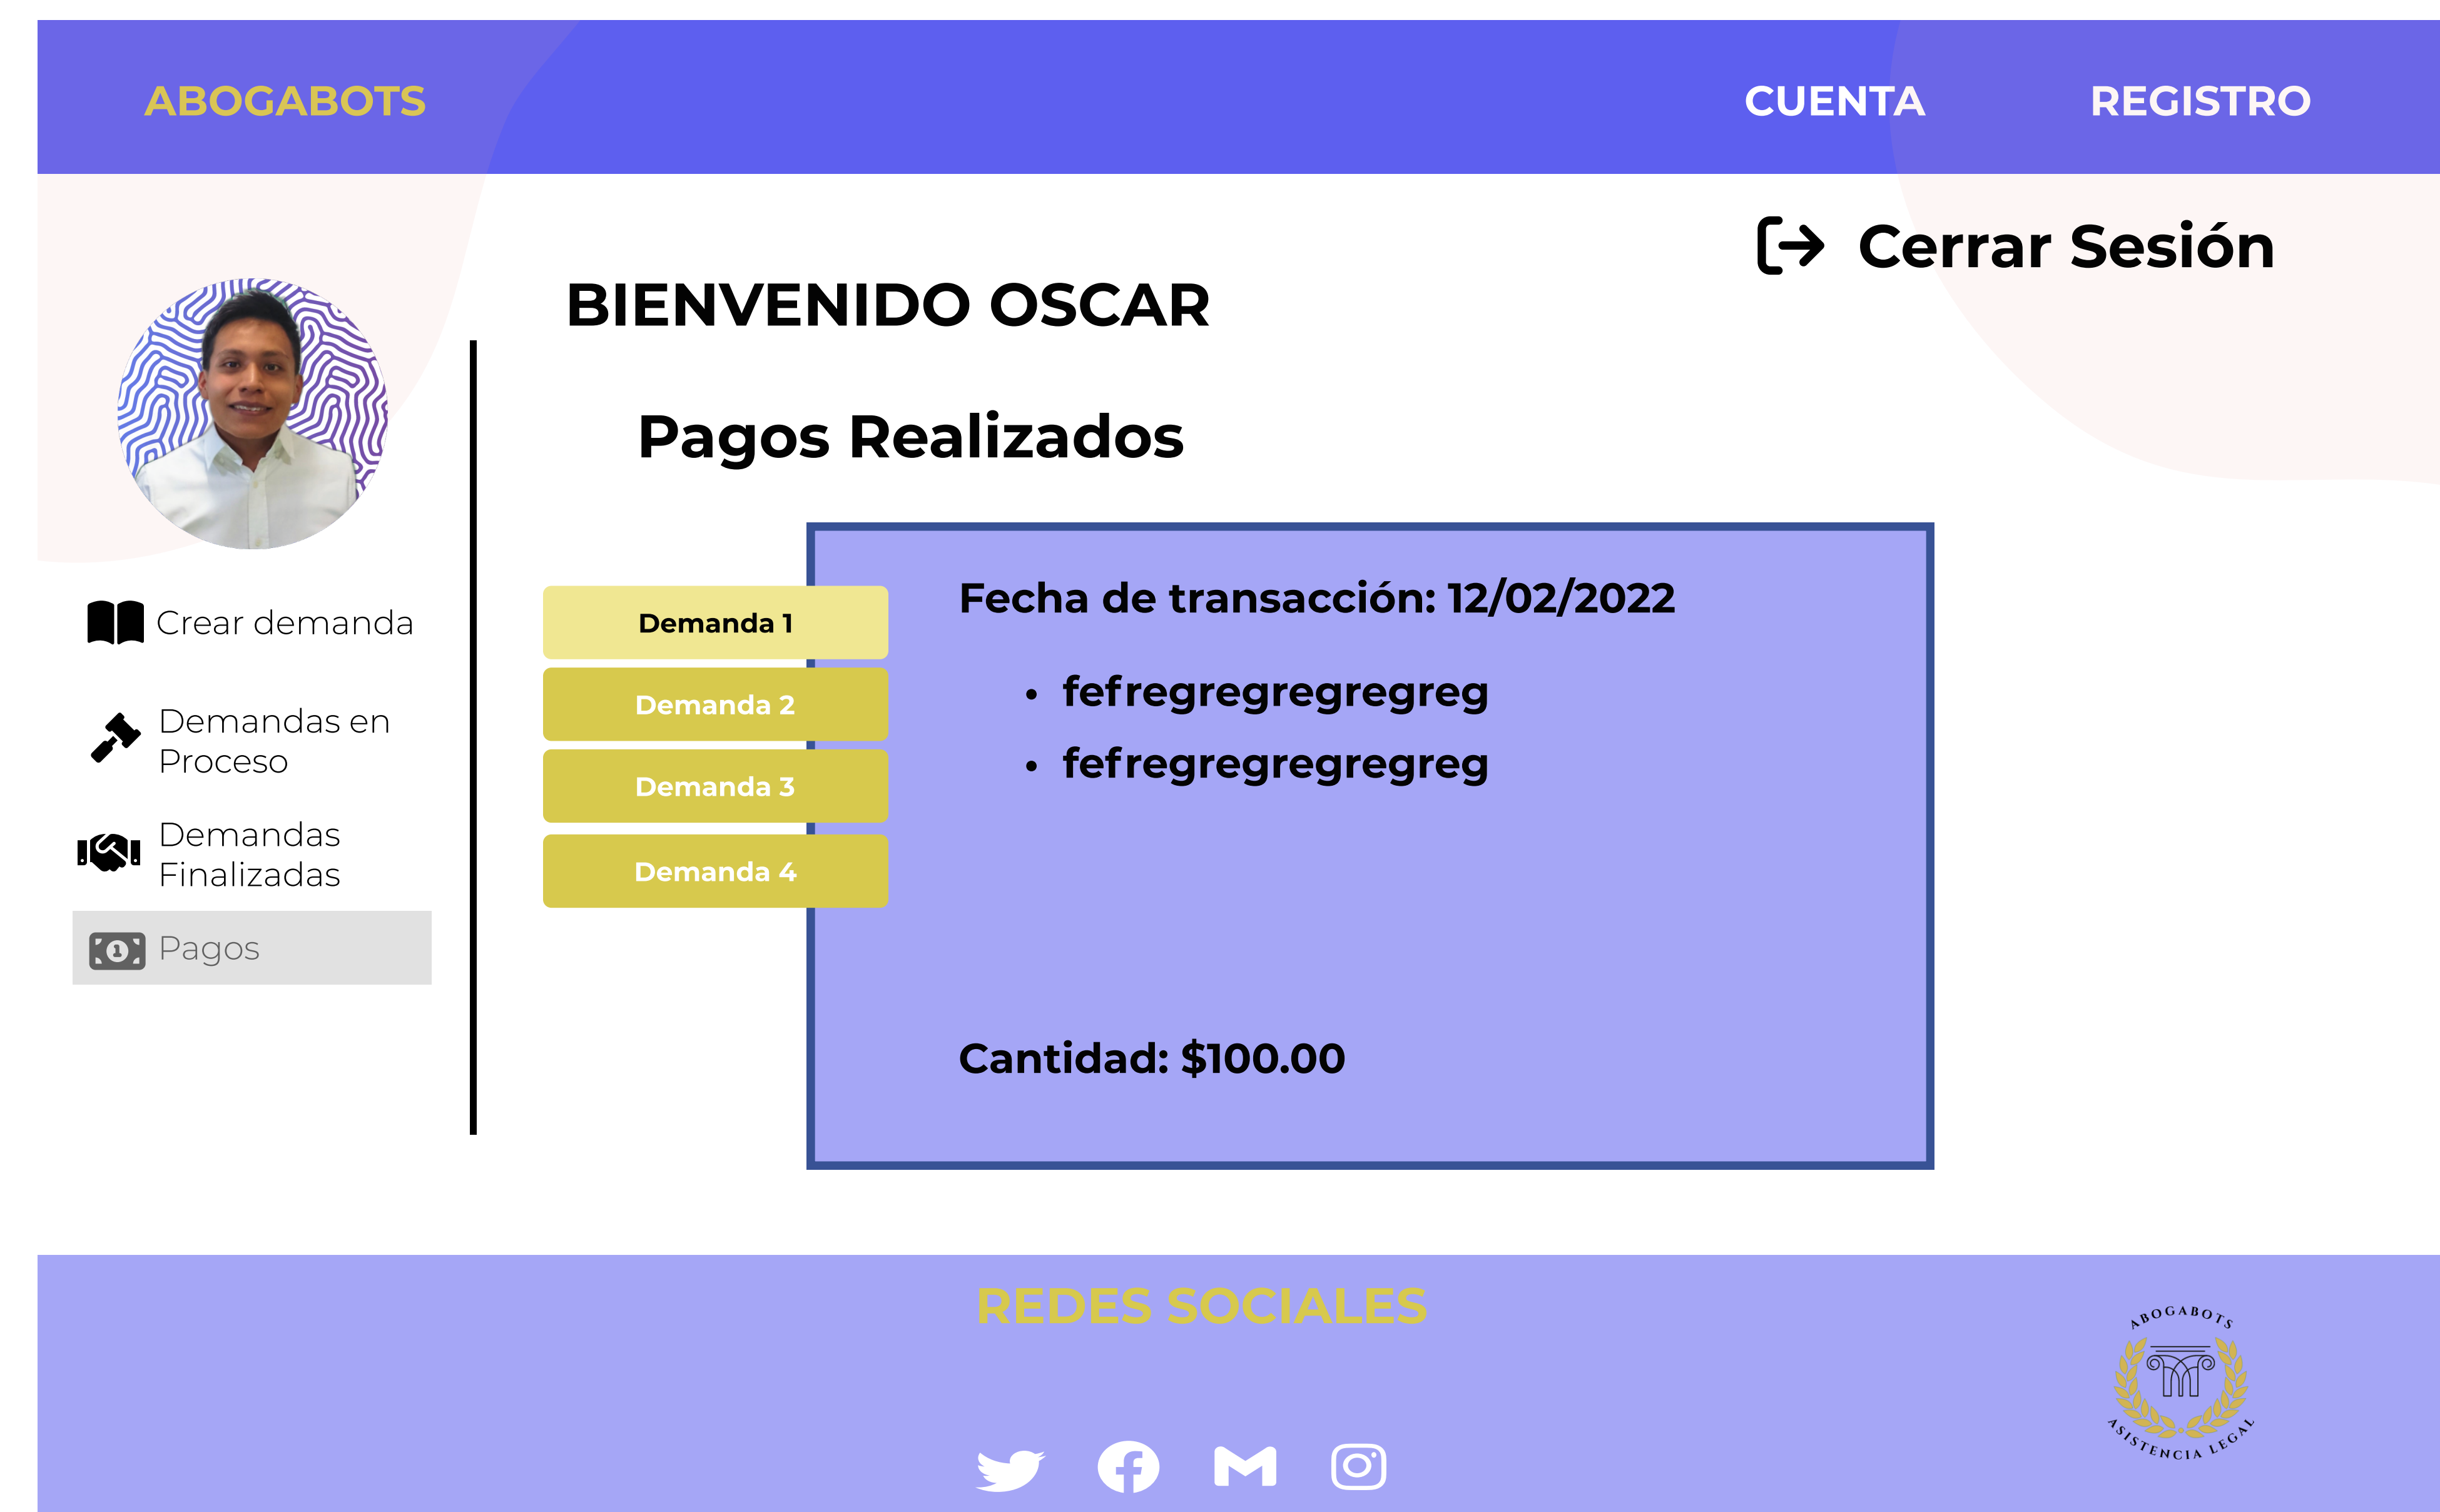 ABOGABOTS
CUENTA
REGISTRO
Cerrar Sesión
BIENVENIDO OSCAR
Pagos Realizados
Crear demanda
Demandas en
Proceso
Demandas
Finalizadas
Pagos
Demanda 1
Demanda 2
Demanda 3
Demanda 4
Fecha de transacción: 12/02/2022
• fefregregregregreg
• fefregregregregreg
Cantidad: $100.00
REDES SOCIALES
ABOGABOTS
ASISTENCIA LEGAL